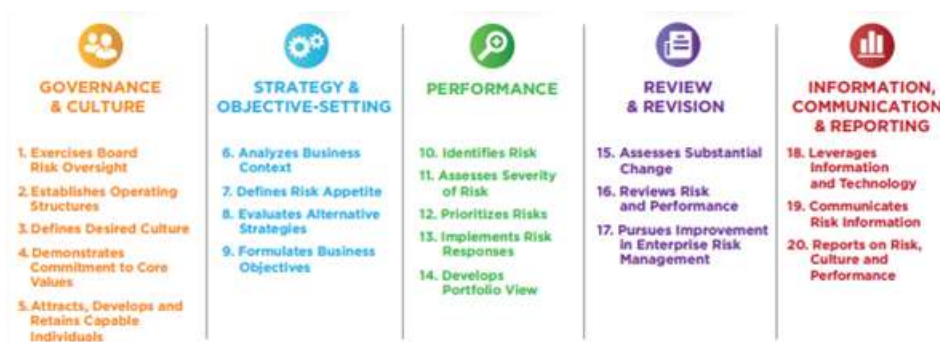 GOVERNANCE
& CULTURE
1. Exercises Board
Risk Oversight
2. Establishes Operating
Structures
3. Defines Desired Culture
4. Demonstrates
Commitment to Core
Values
5. Attracts, Develops and
Retains Capable
Individuals
STRATEGY &
OBJECTIVE-SETTING
6. Analyzes Business
Context
7. Defines Risk Appetite
8. Evaluates Alternative
Strategies
9. Formulates Business
Objectives
PERFORMANCE
10. Identifies Risk
11. Assesses Severity
of Risk
12. Prioritizes Risks
13. Implements Risk
Responses
14. Develops
Portfolio View
REVIEW
& REVISION
15. Assesses Substantial
Change
16. Reviews Risk
and Performance
17. Pursues Improvement
in Enterprise Risk
Management
INFORMATION,
COMMUNICATION,
& REPORTING
18. Leverages
Information
and Technology
19. Communicates
Risk Information
20. Reports on Risk,
Culture and
Performance